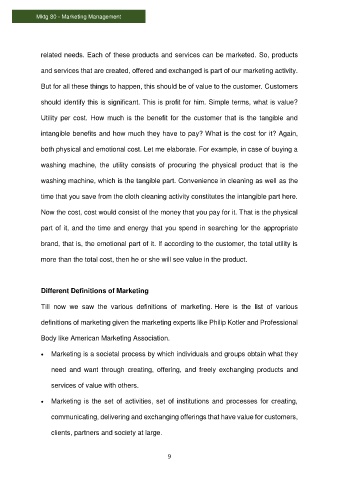 Mktg 80 - Marketing Management
related needs. Each of these products and services can be marketed. So, products
and services that are created, offered and exchanged is part of our marketing activity.
But for all these things to happen, this should be of value to the customer. Customers
should identify this is significant. This is profit for him. Simple terms, what is value?
Utility per cost. How much is the benefit for the customer that is the tangible and
intangible benefits and how much they have to pay? What is the cost for it? Again,
both physical and emotional cost. Let me elaborate. For example, in case of buying a
washing machine, the utility consists of procuring the physical product that is the
washing machine, which is the tangible part. Convenience in cleaning as well as the
time that you save from the cloth cleaning activity constitutes the intangible part here.
Now the cost, cost would consist of the money that you pay for it. That is the physical
part of it, and the time and energy that you spend in searching for the appropriate
brand, that is, the emotional part of it. If according to the customer, the total utility is
more than the total cost, then he or she will see value in the product.
Different Definitions of Marketing
Till now we saw the various definitions of marketing. Here is the list of various
definitions of marketing given the marketing experts like Philip Kotler and Professional
Body like American Marketing Association.
• Marketing is a societal process by which individuals and groups obtain what they
need and want through creating, offering, and freely exchanging products and
services of value with others.
• Marketing is the set of activities, set of institutions and processes for creating,
communicating, delivering and exchanging offerings that have value for customers,
clients, partners and society at large.
9